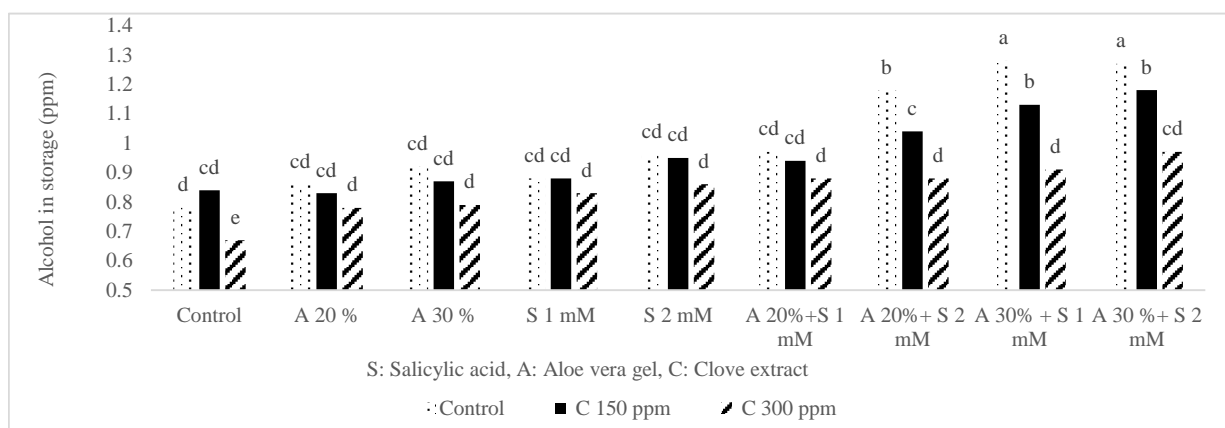 Alcohol in storage (ppm)
1.4
1.3
1.2
1.1
1
0.9
0.8
0.7
0.6
0.5
d cd e
cd cd d
cd cd d
cd cd d
cd cd d
cd cd d
b c d
a b d
a b cd
Control
A 20 %
A 30 %
S 1 mM
S 2 mM
A 20%+S 1
mM
A 20%+ S 2
mM
A 30% + S 1
mM
A 30 %+ S 2
mM
S: Salicylic acid, A: Aloe vera gel, C: Clove extract
Control C 150 ppm C 300 ppm